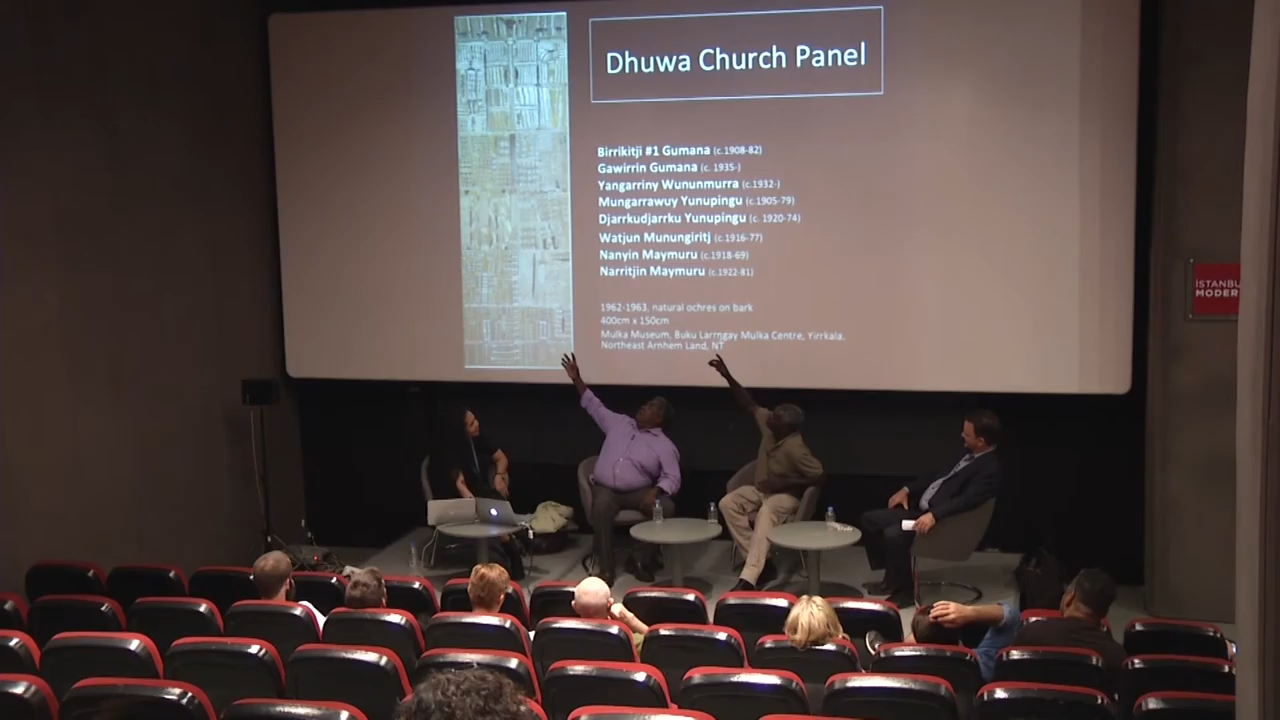 Dhuwa Church Panel
Birrikitji #1 Gumana (c.1908-82)
Gawirrin Gumana (c. 1935-)
Yangarriny Wununmurra (c.1932-)
Mungarrawuy Yunupingu (c.1905-79)
Djarrkudjarrku Yunupingu (c. 1920-74)
Watjun Munungiritj (c.1916-77)
Nanyin Maymuru (c.1918-69)
Narritjin Maymuru (c.1922-81)
1962-1963, natural ochres on bark
400cm x 150cm
Mulka Museum, Buku Larrngay Mulka Centre, Yirrkala,
Northeast Arnhem Land, NT
İSTANBU
MODER